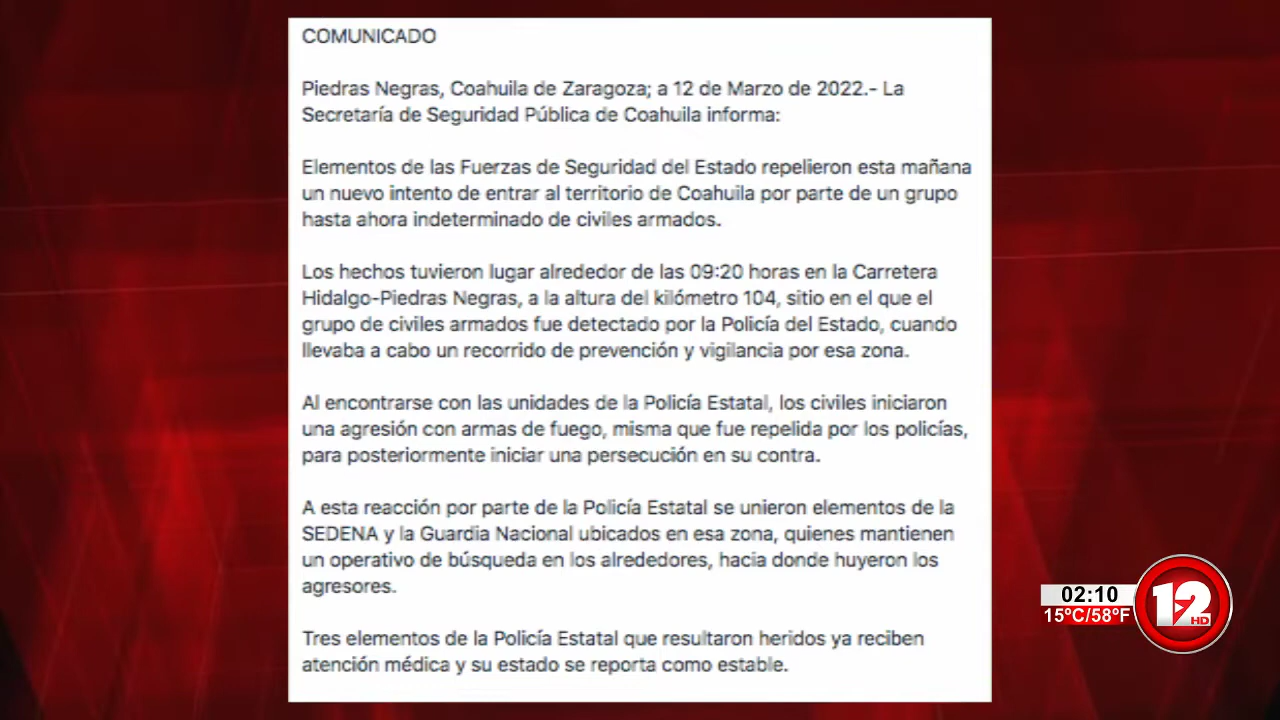 COMUNICADO
Piedras Negras, Coahuila de Zaragoza; a 12 de Marzo de 2022.- La
Secretaría de Seguridad Pública de Coahuila informa:
Elementos de las Fuerzas de Seguridad del Estado repelieron esta mañana
un nuevo intento de entrar al territorio de Coahuila por parte de un grupo
hasta ahora indeterminado de civiles armados.
Los hechos tuvieron lugar alrededor de las 09:20 horas en la Carretera
Hidalgo-Piedras Negras, a la altura del kilómetro 104, sitio en el que el
grupo de civiles armados fue detectado por la Policía del Estado, cuando
llevaba a cabo un recorrido de prevención y vigilancia por esa zona.
Al encontrarse con las unidades de la Policía Estatal, los civiles iniciaron
una agresión con armas de fuego, misma que fue repelida por los policías,
para posteriormente iniciar una persecución en su contra.
A esta reacción por parte de la Policía Estatal se unieron elementos de la
SEDENA y la Guardia Nacional ubicados en esa zona, quienes mantienen
un operativo de búsqueda en los alrededores, hacia donde huyeron los
agresores.
Tres elementos de la Policía Estatal que resultaron heridos ya reciben
atención médica y su estado se reporta como estable.
02:10
15ºC/58ºF
12
HD